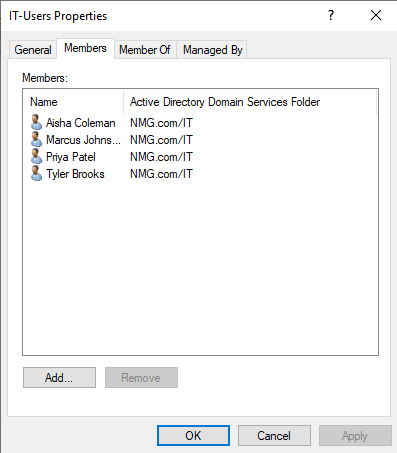 IT-Users Properties
General Members Member Of Managed By
Members:
Name Active Directory Domain Services Folder
Aisha Coleman NMG.com/IT
Marcus Johns... NMG.com/IT
Priya Patel NMG.com/IT
Tyler Brooks NMG.com/IT
Add... Remove
OK Cancel Apply